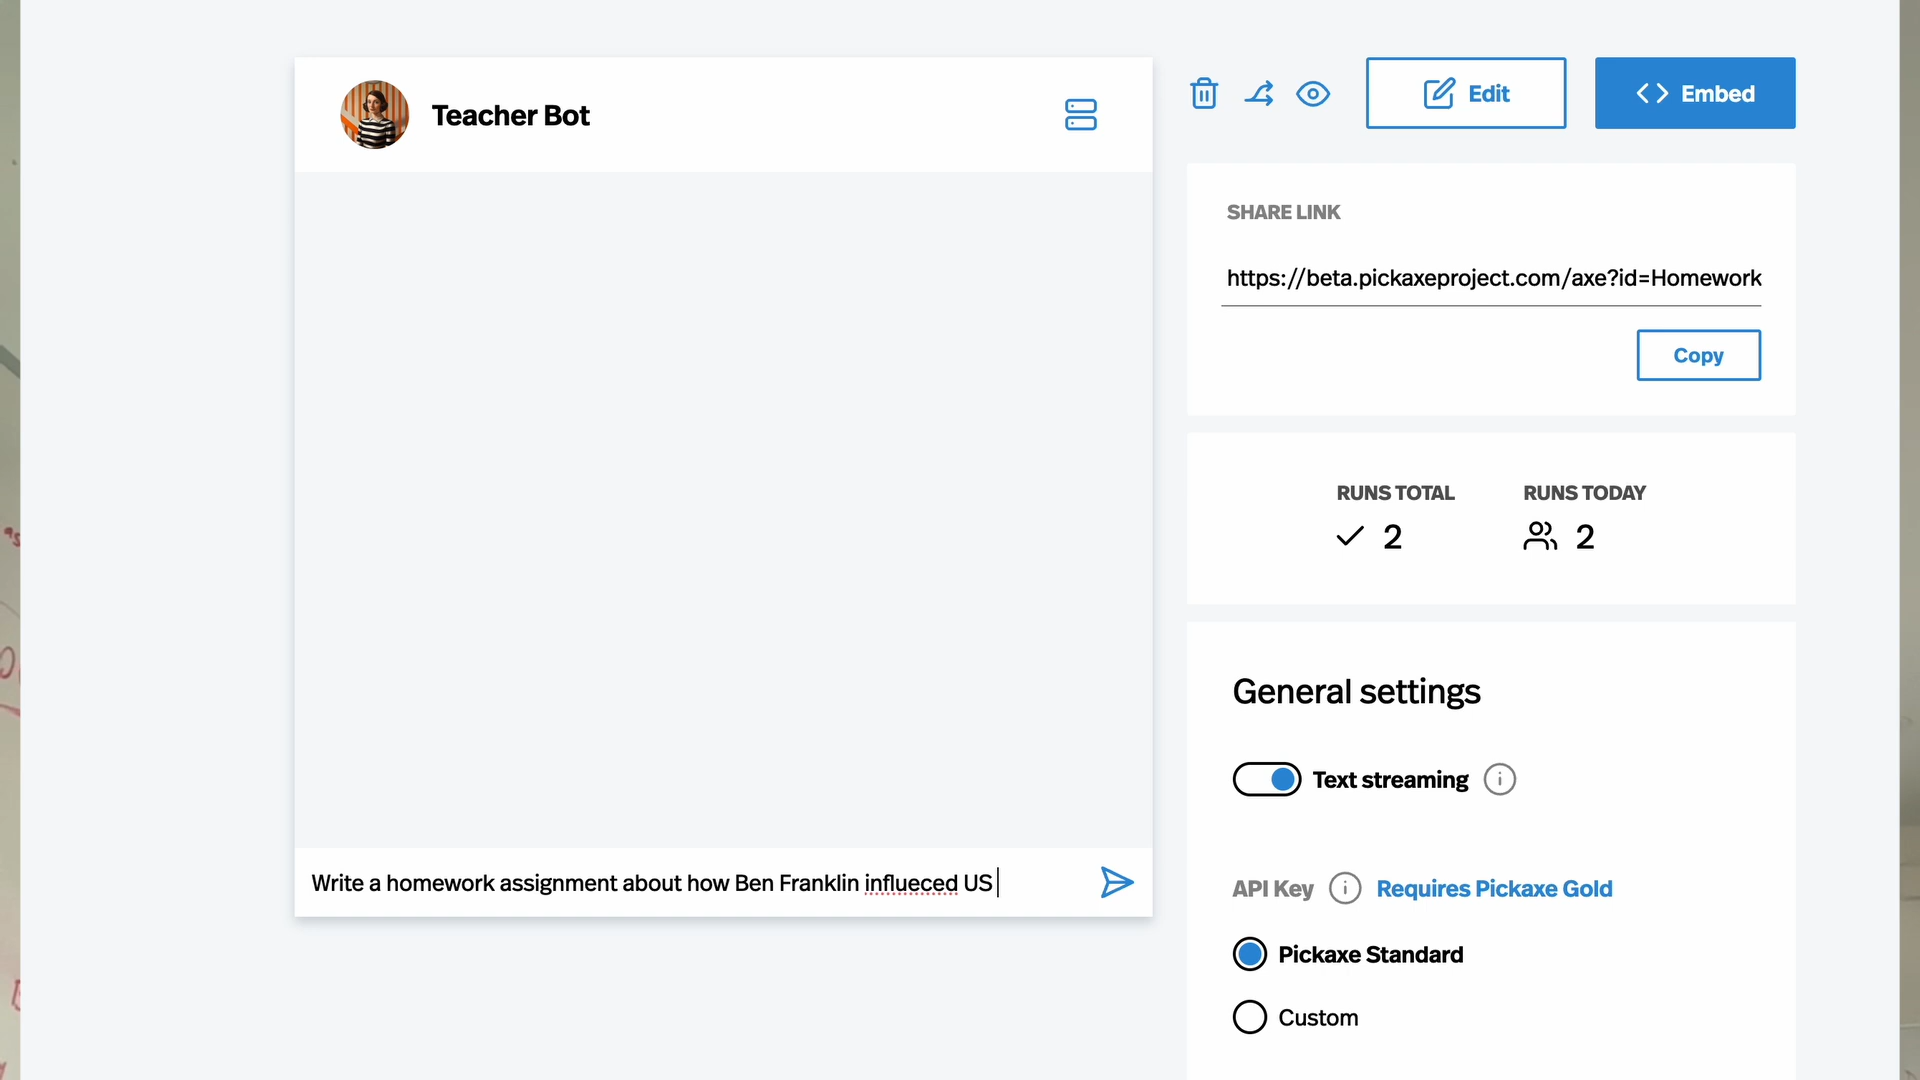 Teacher Bot
Edit
Embed
SHARE LINK
https://beta.pickaxeproject.com/axe?id=Homework
Copy
RUNS TOTAL
RUNS TODAY
2
2
General settings
Text streaming
API Key
Requires Pickaxe Gold
Pickaxe Standard
Custom
Write a homework assignment about how Ben Franklin influeced US